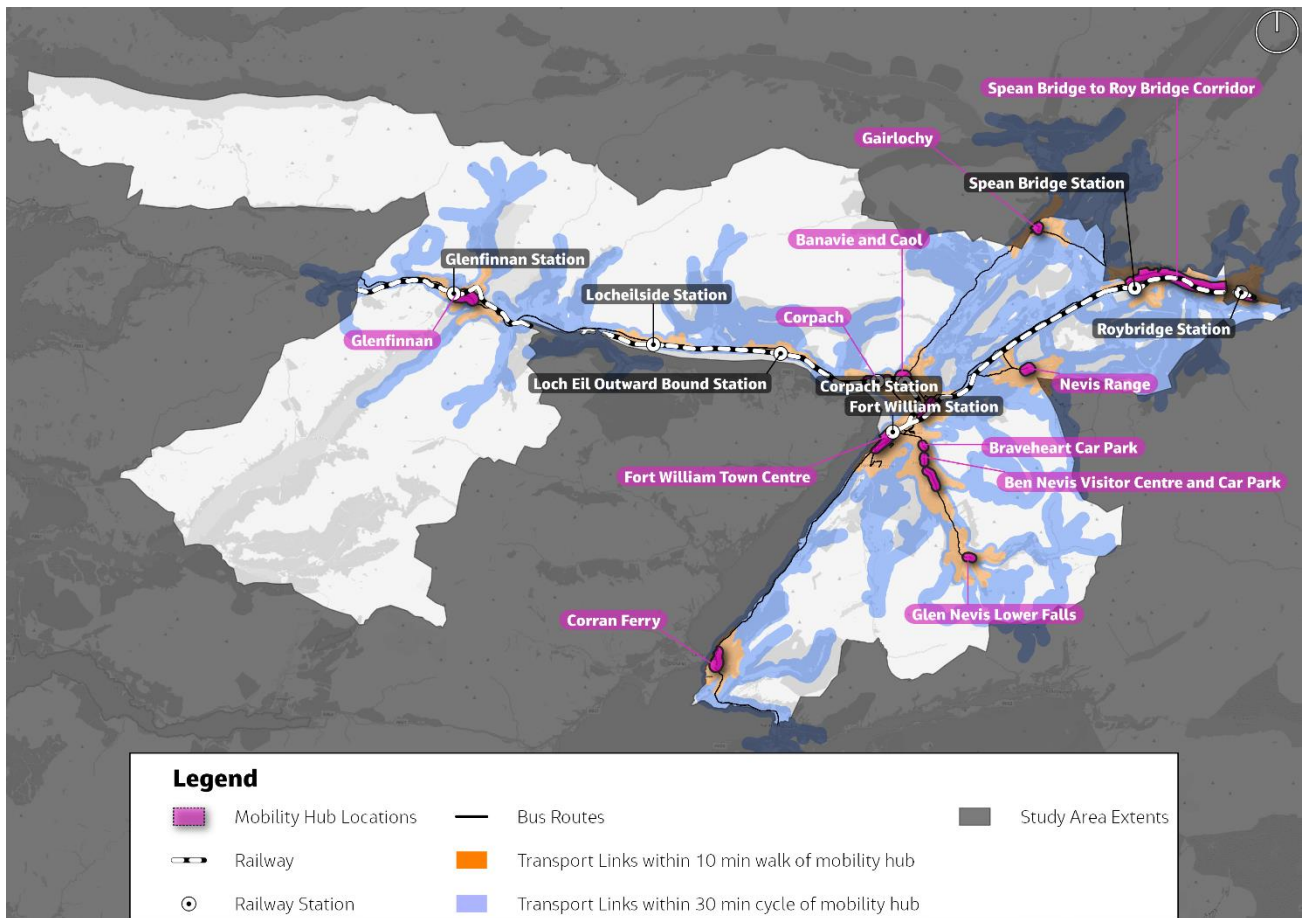 Spean Bridge to Roy Bridge Corridor
Gairlochy
Spean Bridge Station
Banavie and Caol
Glenfinnan Station
Locheilside Station
Corpach
Roybridge Station
Glenfinnan
Loch Eil Outward Bound Station
Corpach Station
Nevis Range
Fort William Station
Braveheart Car Park
Fort William Town Centre
Ben Nevis Visitor Centre and Car Park
Glen Nevis Lower Falls
Corran Ferry
Legend
Mobility Hub Locations
Bus Routes
Study Area Extents
Railway
Transport Links within 10 min walk of mobility hub
Railway Station
Transport Links within 30 min cycle of mobility hub